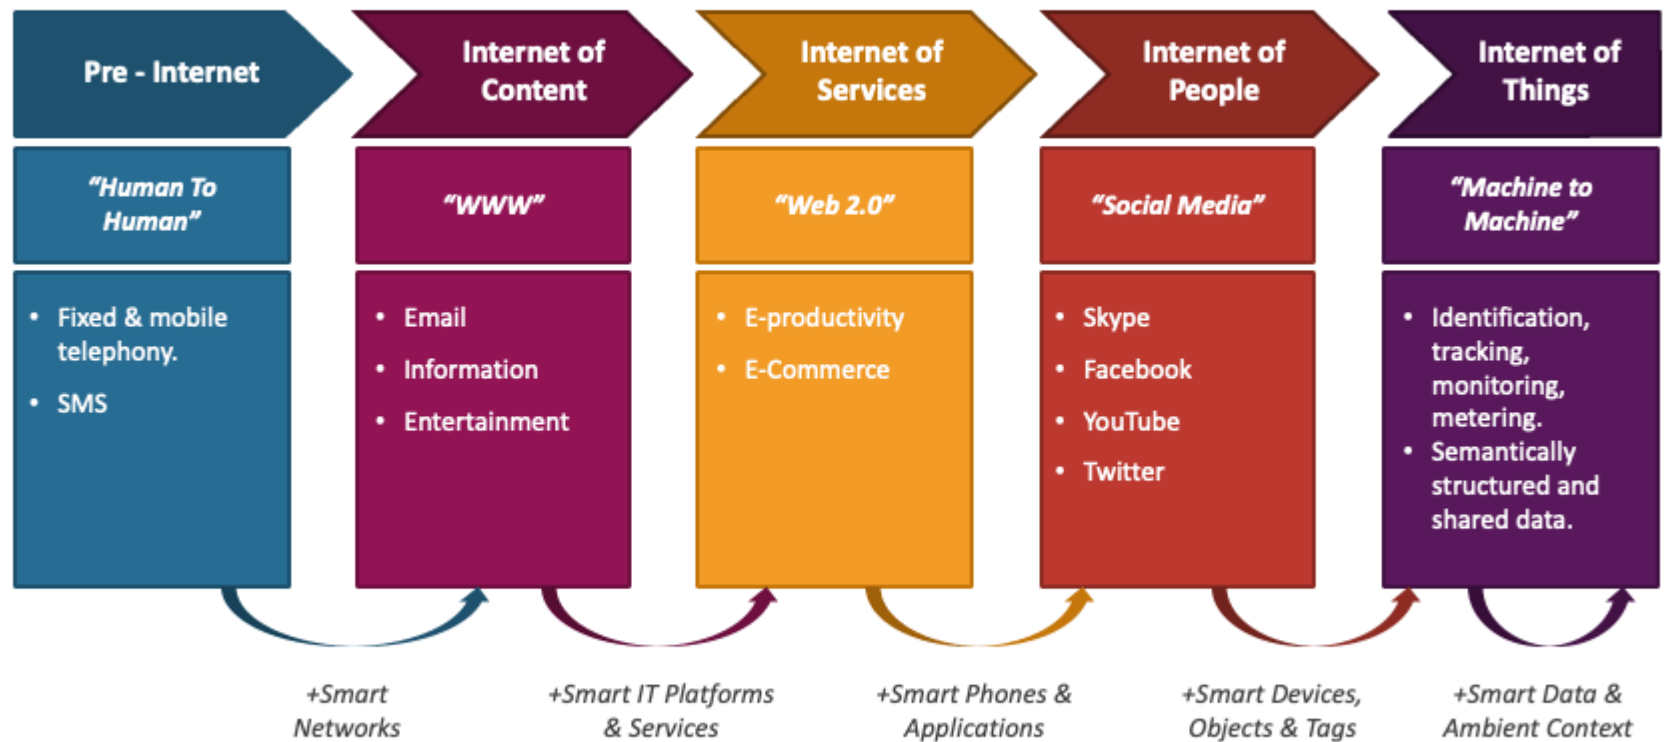 Pre - Internet
Internet of
Content
Internet of
Services
Internet of
People
Internet of
Things
“Human To
Human”
“WWW”
“Web 2.0”
“Social Media”
“Machine to
Machine”
• Fixed & mobile
telephony.
• SMS
• Email
• Information
• Entertainment
• E-productivity
• E-Commerce
• Skype
• Facebook
• YouTube
• Twitter
• Identification,
tracking,
monitoring,
metering.
• Semantically
structured and
shared data.
+Smart
Networks
+Smart IT Platforms
& Services
+Smart Phones &
Applications
+Smart Devices,
Objects & Tags
+Smart Data &
Ambient Context